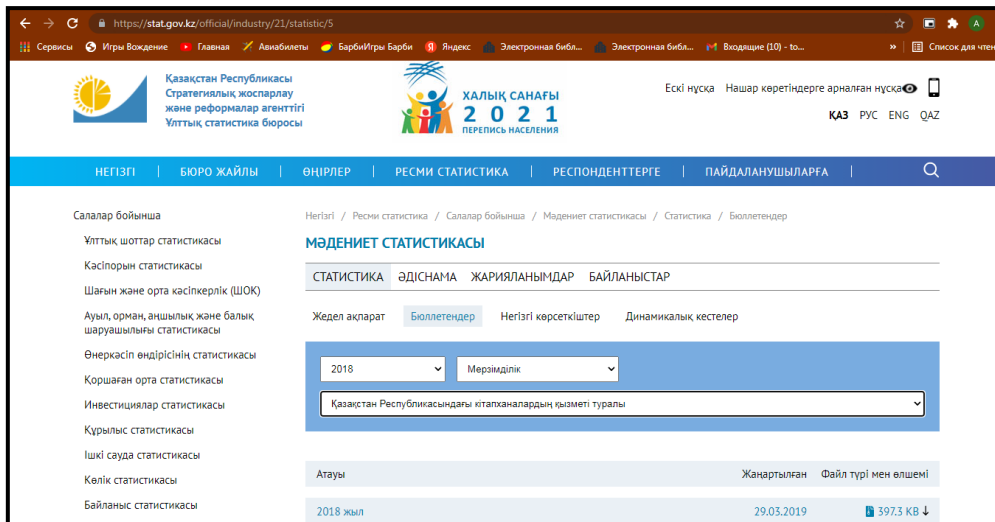 https://stat.gov.kz/official/industry/21/statistic/5
Сервисы Игры Вождение Главная Авиабилеты БарбиИгры Барби Яндекс Электронная библ... Электронная библ... Входящие (10) - to... » Список для чтен
Қазақстан Республикасы
Стратегиялық жоспарлау
және реформалар агенттігі
Ұлттық статистика бюросы
ХАЛЫҚ САНАҒЫ
2021
ПЕРЕПИСЬ НАСЕЛЕНИЯ
Ескі нұсқа Нашар көретіндерге арналған нұсқа
ҚАЗ РУС ENG QAZ
НЕГІЗГІ | БЮРО ЖАЙЛЫ | ӨҢІРЛЕР | РЕСМИ СТАТИСТИКА | РЕСПОНДЕНТТЕРГЕ | ПАЙДАЛАНУШЫЛАРҒА |
Салалар бойынша
Ұлттық шоттар статистикасы
Кәсіпорын статистикасы
Шағын және орта кәсіпкерлік (ШОК)
Ауыл, орман, аңшылық және балық
шаруашылығы статистикасы
Өнеркәсіп өндірісінің статистикасы
Қоршаған орта статистикасы
Инвестициялар статистикасы
Құрылыс статистикасы
Ішкі сауда статистикасы
Көлік статистикасы
Байланыс статистикасы
Негізгі / Ресми статистика / Салалар бойынша / Мәдениет статистикасы / Статистика / Бюллетендер
МӘДЕНИЕТ СТАТИСТИКАСЫ
СТАТИСТИКА ӘДІСНАМА ЖАРИЯЛАНЫМДАР БАЙЛАНЫСТАР
Жедел ақпарат Бюллетендер Негізгі көрсеткіштер Динамикалық кестелер
2018 Мерзімділік
Қазақстан Республикасындағы кітапханалардың қызметі туралы
Атауы Жаңартылған Файл түрі мен өлшемі
2018 жыл 29.03.2019 397.3 KB